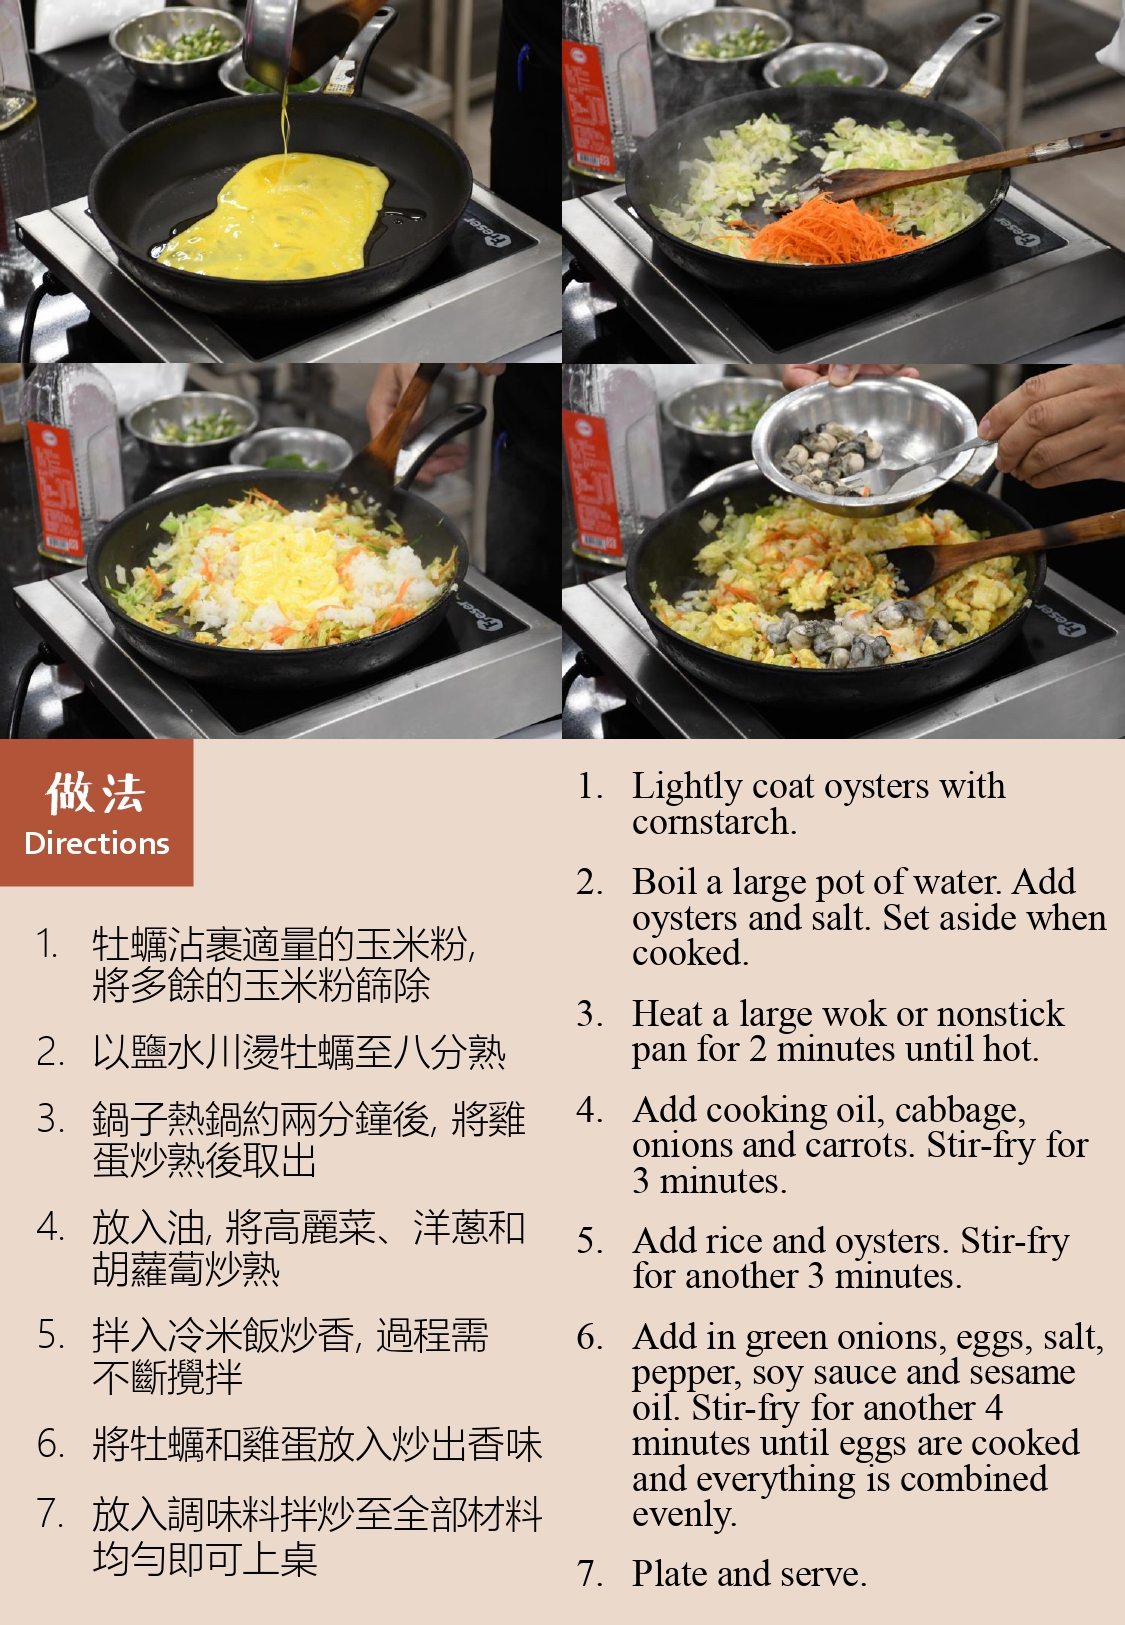 做法
Directions
1. 牡蠣沾裹適量的玉米粉,
將多餘的玉米粉篩除
2. 以鹽水川燙牡蠣至八分熟
3. 鍋子熱鍋約兩分鐘後, 將雞
蛋炒熟後取出
4. 放入油, 將高麗菜、洋蔥和
胡蘿蔔炒熟
5. 拌入冷米飯炒香, 過程需
不斷攪拌
6. 將牡蠣和雞蛋放入炒出香味
7. 放入調味料拌炒至全部材料
均勻即可上桌
1. Lightly coat oysters with
cornstarch.
2. Boil a large pot of water. Add
oysters and salt. Set aside when
cooked.
3. Heat a large wok or nonstick
pan for 2 minutes until hot.
4. Add cooking oil, cabbage,
onions and carrots. Stir-fry for
3 minutes.
5. Add rice and oysters. Stir-fry
for another 3 minutes.
6. Add in green onions, eggs, salt,
pepper, soy sauce and sesame
oil. Stir-fry for another 4
minutes until eggs are cooked
and everything is combined
evenly.
7. Plate and serve.